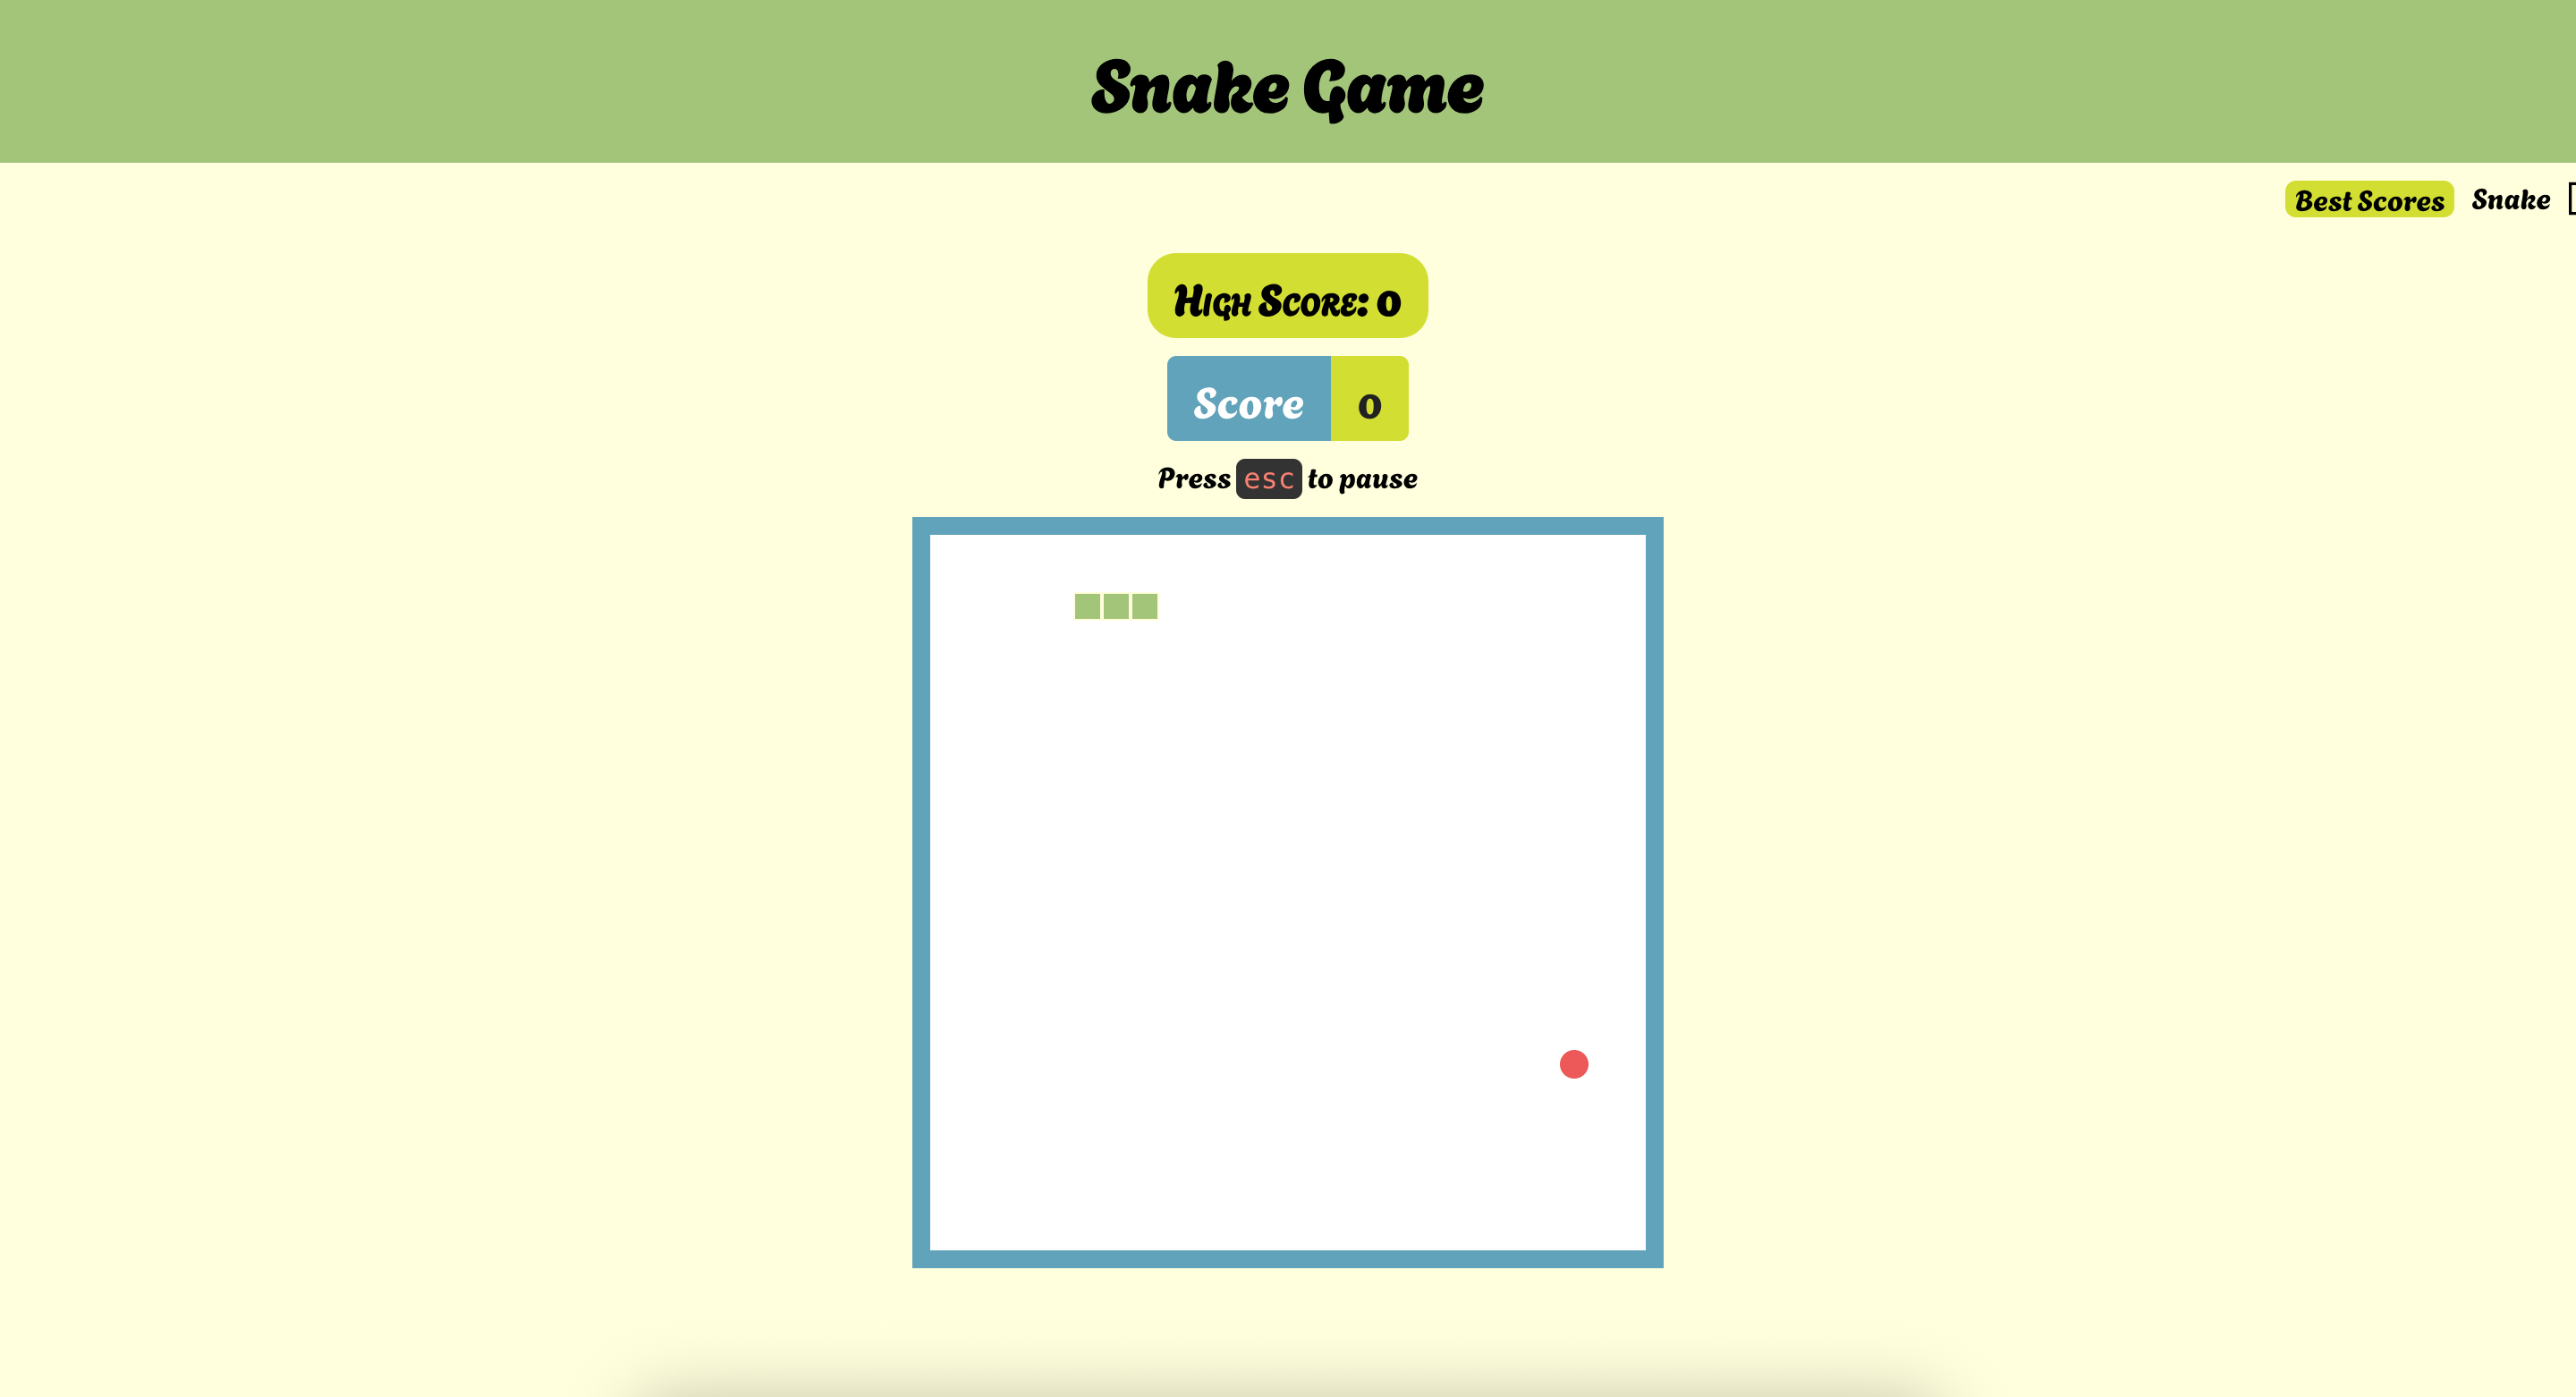 Snake Game
Best Scores Snake
High Score: 0
Score 0
Press esc to pause